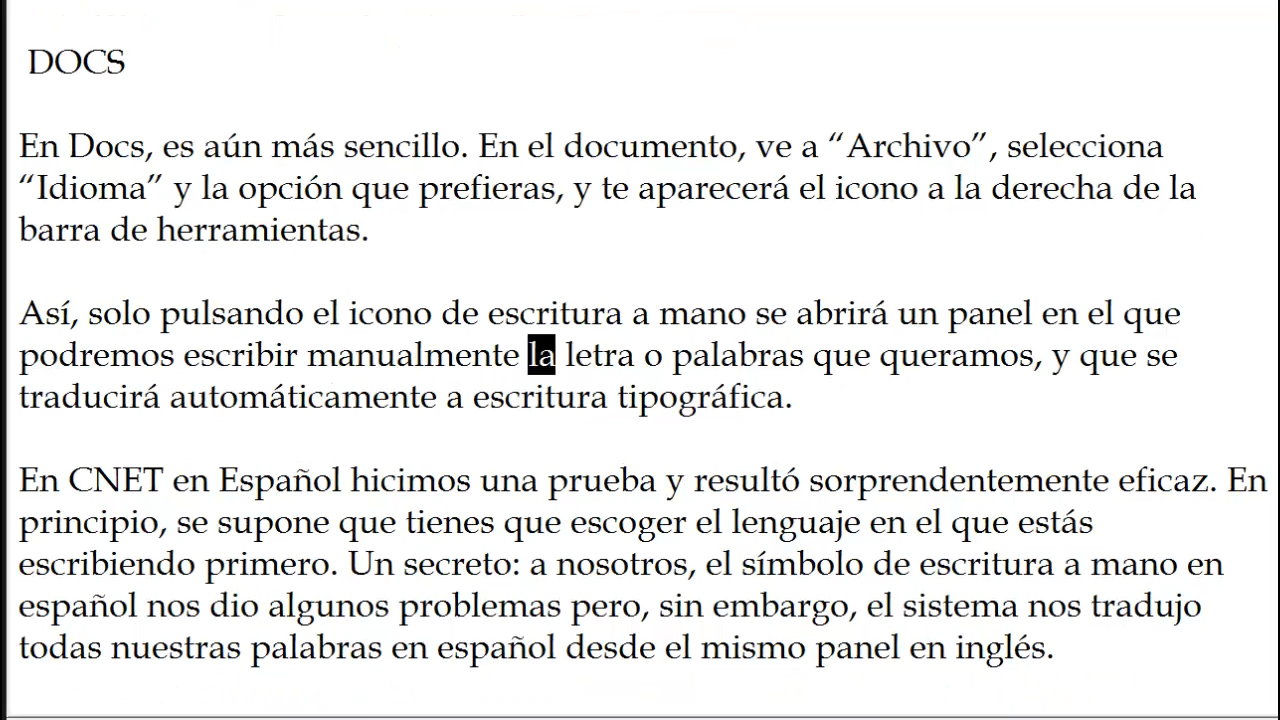 DOCS
En Docs, es aún más sencillo. En el documento, ve a “Archivo”, selecciona
“Idioma” y la opción que prefieras, y te aparecerá el icono a la derecha de la
barra de herramientas.
Así, solo pulsando el icono de escritura a mano se abrirá un panel en el que
podremos escribir manualmente la letra o palabras que queramos, y que se
traducirá automáticamente a escritura tipográfica.
En CNET en Español hicimos una prueba y resultó sorprendentemente eficaz. En
principio, se supone que tienes que escoger el lenguaje en el que estás
escribiendo primero. Un secreto: a nosotros, el símbolo de escritura a mano en
español nos dio algunos problemas pero, sin embargo, el sistema nos tradujo
todas nuestras palabras en español desde el mismo panel en inglés.